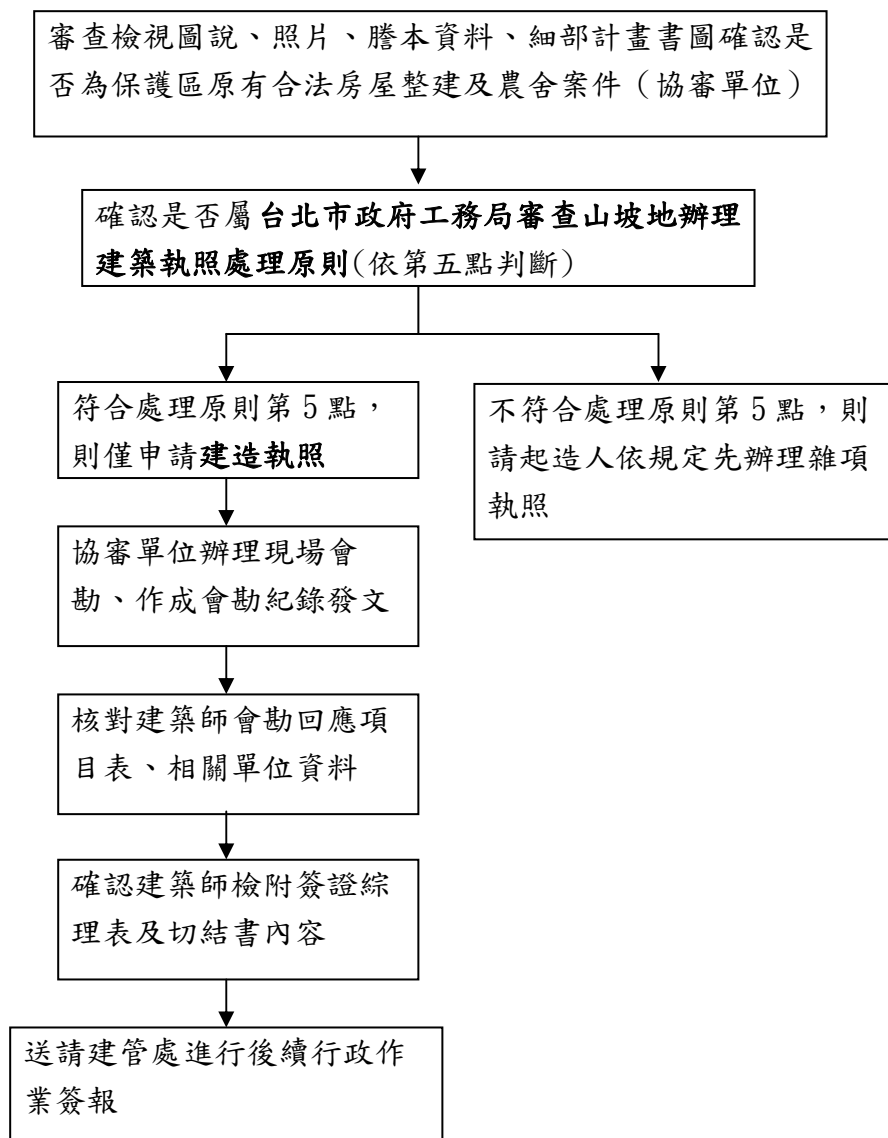 審查檢視圖說、照片、謄本資料、細部計畫書圖確認是
否為保護區原有合法房屋整建及農舍案件（協審單位）
確認是否屬台北市政府工務局審查山坡地辦理
建築執照處理原則(依第五點判斷）
符合處理原則第5點，
則僅申請建造執照
不符合處理原則第5點，則
請起造人依規定先辦理雜項
執照
協審單位辦理現場會
勘、作成會勘紀錄發文
核對建築師會勘回應項
目表、相關單位資料
確認建築師檢附簽證綜
理表及切結書內容
送請建管處進行後續行政作
業簽報